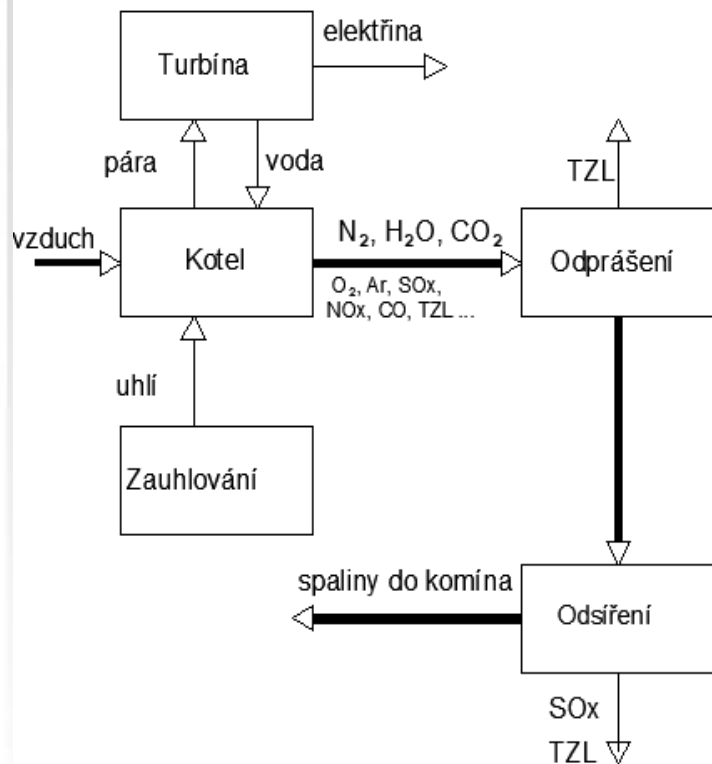 elektřina
Turbína
pára
voda
TZL
vzduch
Kotel
N₂, H₂O, CO₂
O₂, Ar, SOx,
NOx, CO, TZL ...
Odprášení
uhlí
Zauhlování
spaliny do komína
Odsíření
SOx
TZL